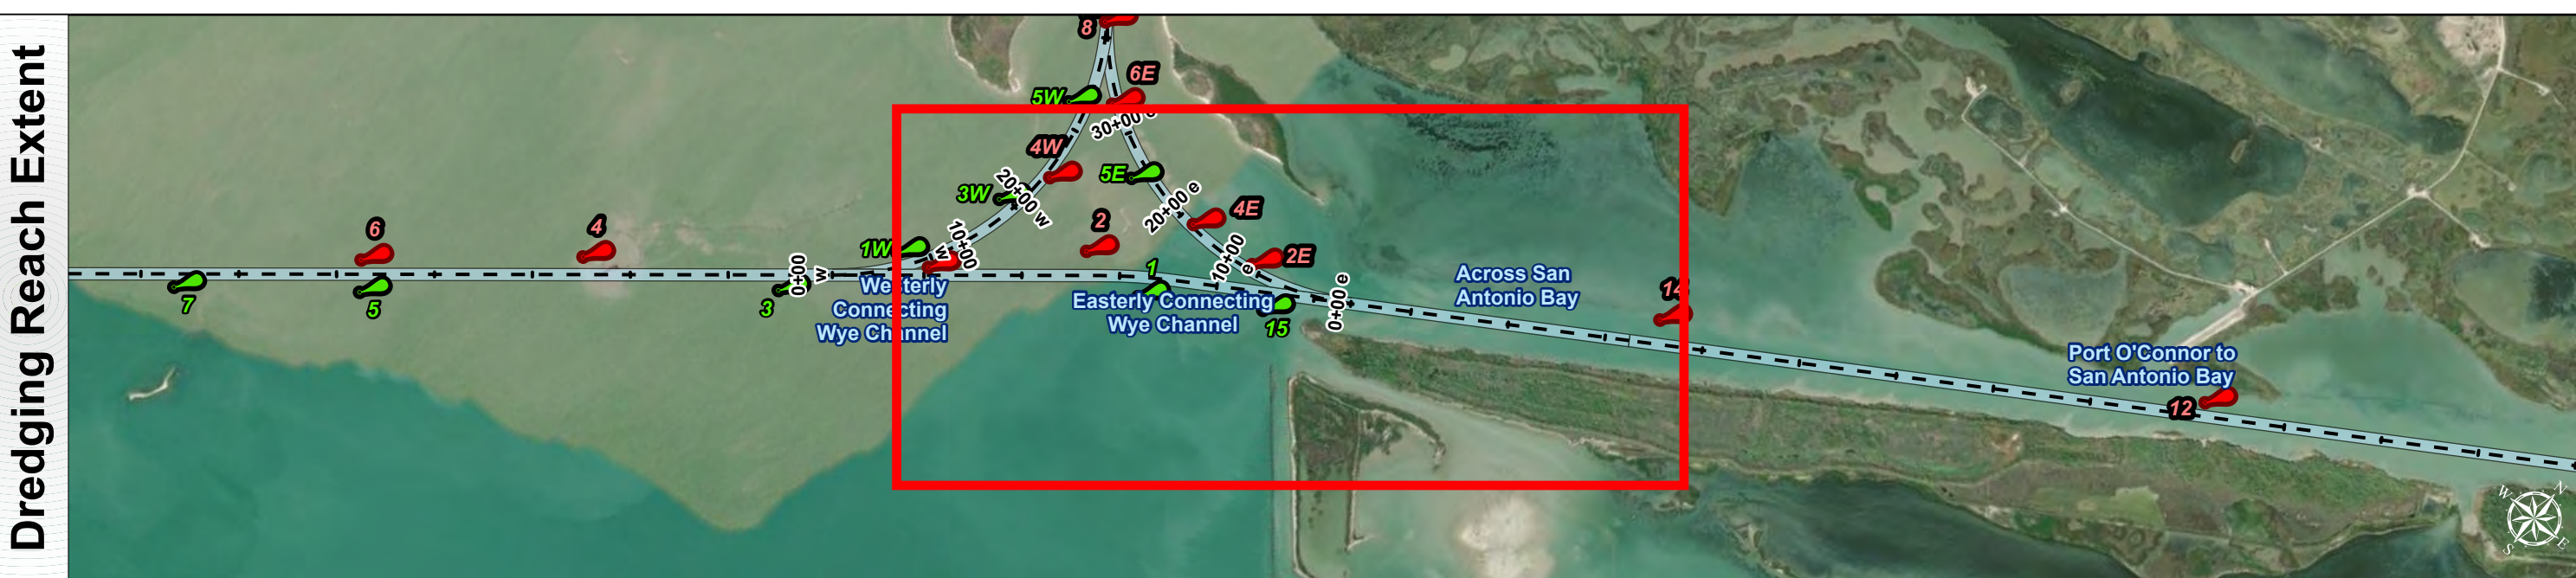 Dredging Reach Extent
8
6E
5W
30+00 e
4W
5E
3W
20+00 w
20+00 e
4E
6
4
2
1W
10+00
w
10+00
e
2E
1
0+00
w
0+00 e
7
5
3
15
14
Westerly
Connecting
Wye Channel
Easterly Connecting
Wye Channel
Across San
Antonio Bay
Port O'Connor to
San Antonio Bay
12
W
N
S
E